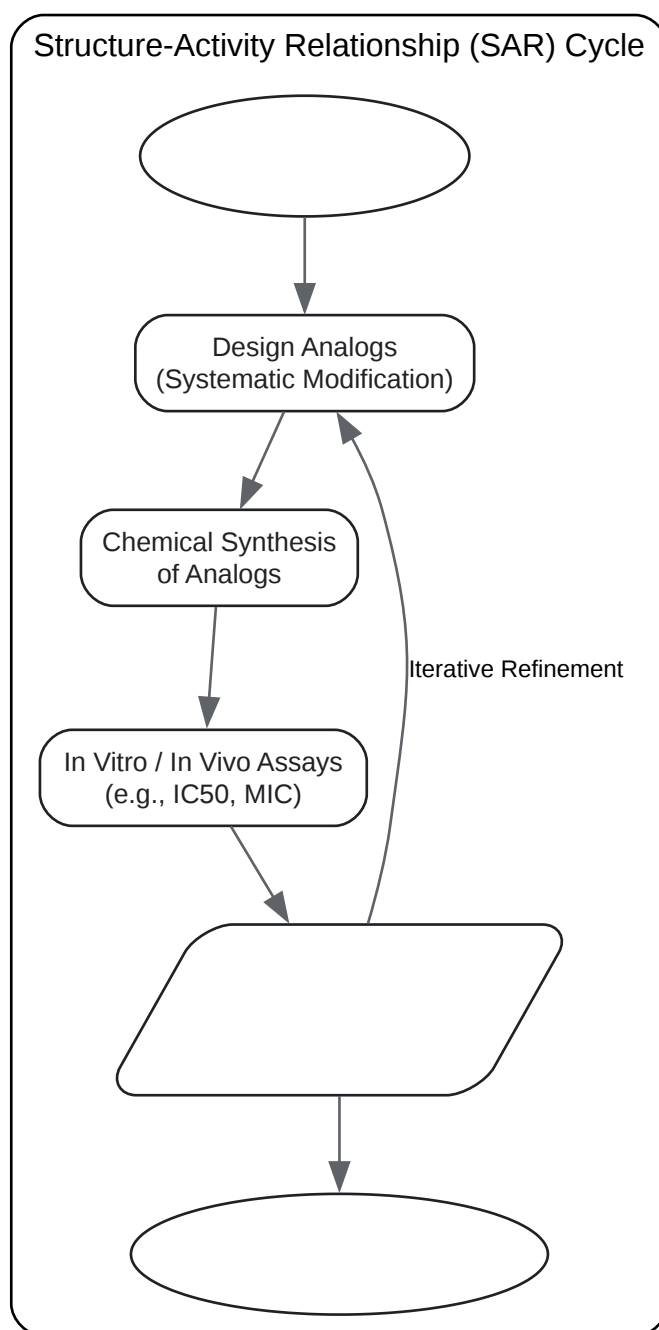 Structure-Activity Relationship (SAR) Cycle
Design Analogs
(Systematic Modification)
Chemical Synthesis
of Analogs
Iterative Refinement
In Vitro / In Vivo Assays
(e.g., IC50, MIC)